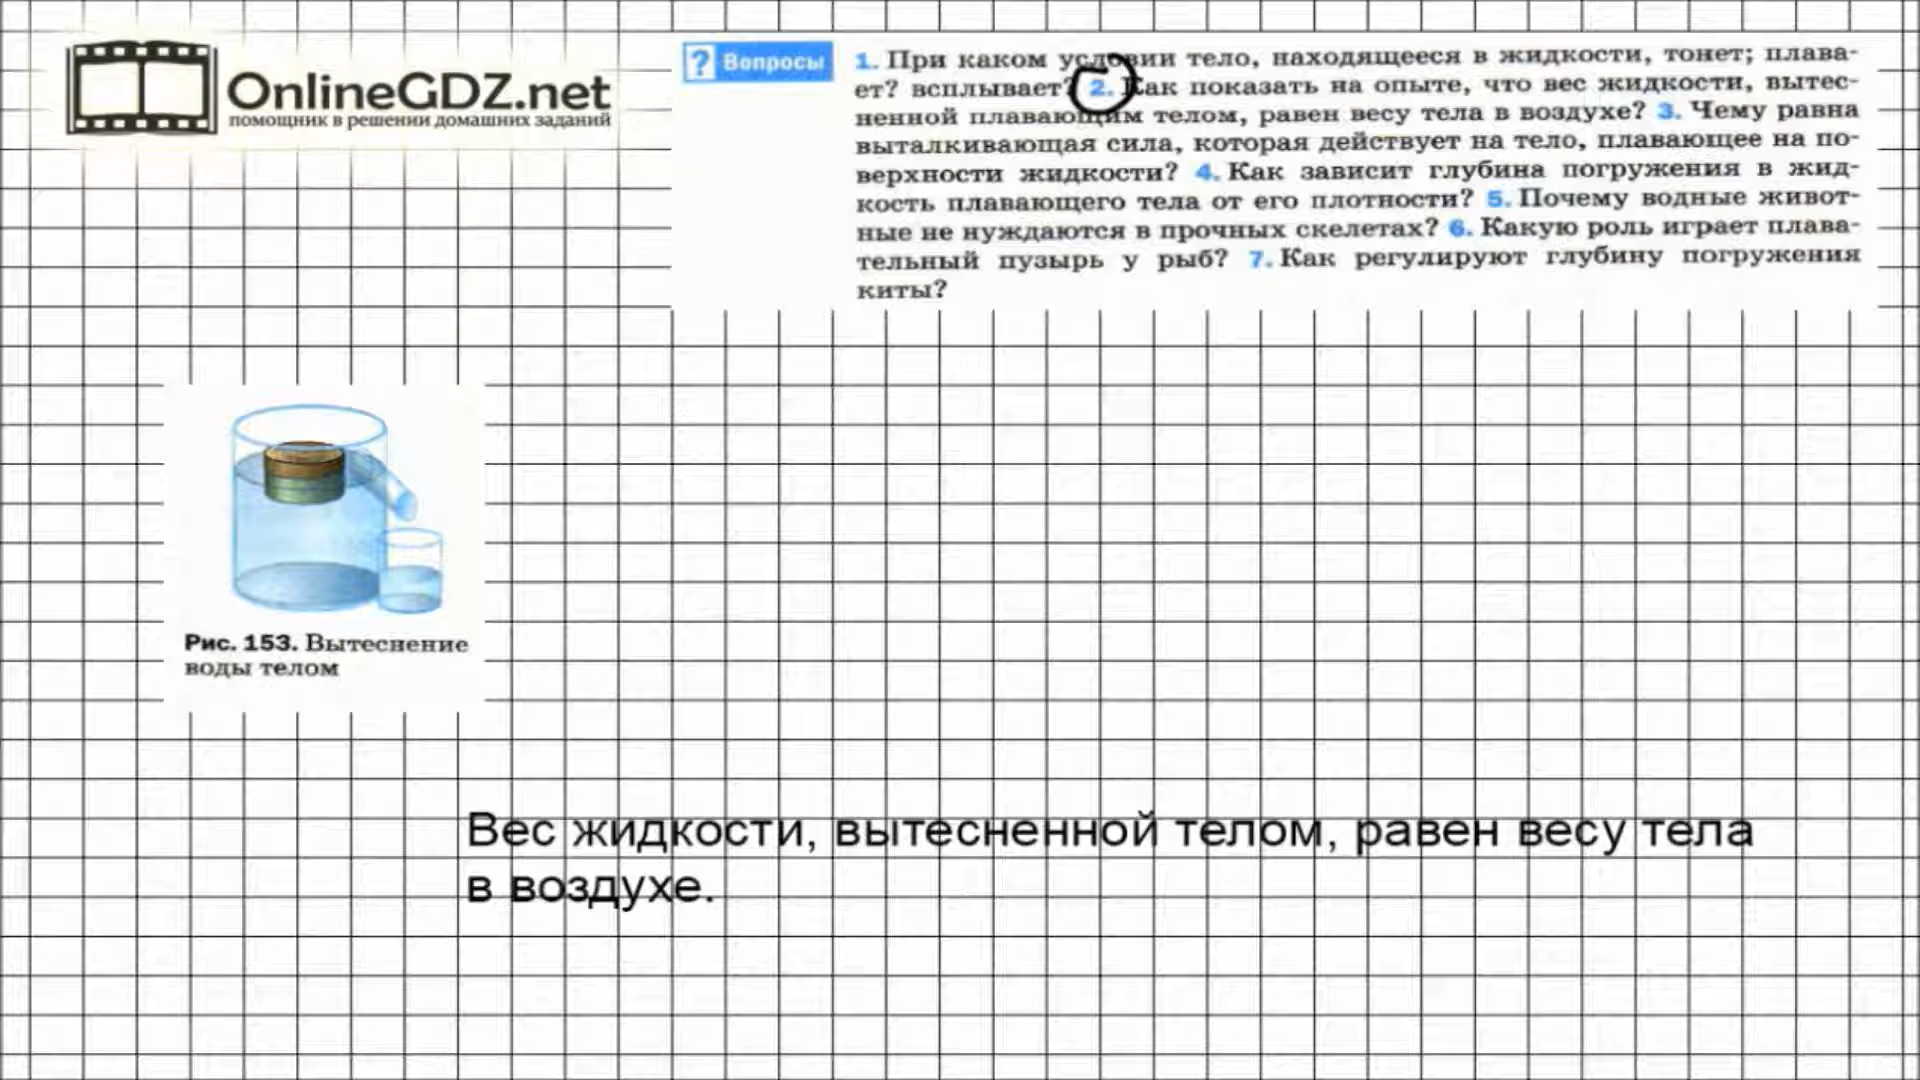 OnlineGDZ.net
помощник в решении домашних заданий
? Вопросы
1. При каком условии тело, находящееся в жидкости, тонет; плава-
ет? всплывает? 2. Как показать на опыте, что вес жидкости, вытес-
ненной плавающим телом, равен весу тела в воздухе? 3. Чему равна
выталкивающая сила, которая действует на тело, плавающее на по-
верхности жидкости? 4. Как зависит глубина погружения в жид-
кость плавающего тела от его плотности? 5. Почему водные живот-
ные не нуждаются в прочных скелетах? 6. Какую роль играет плава-
тельный пузырь у рыб? 7. Как регулируют глубину погружения
киты?
Рис. 153. Вытеснение
воды телом
Вес жидкости, вытесненной телом, равен весу тела
в воздухе.